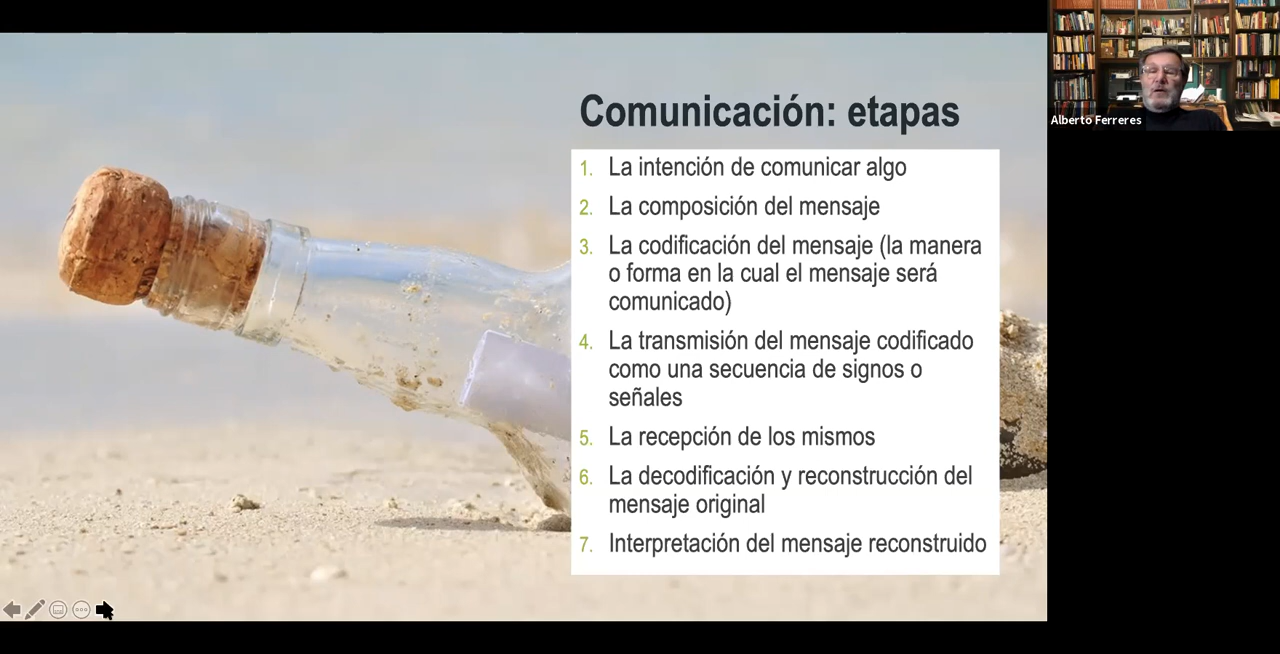 Comunicación: etapas
1. La intención de comunicar algo
2. La composición del mensaje
3. La codificación del mensaje (la manera
o forma en la cual el mensaje será
comunicado)
4. La transmisión del mensaje codificado
como una secuencia de signos o
señales
5. La recepción de los mismos
6. La decodificación y reconstrucción del
mensaje original
7. Interpretación del mensaje reconstruido
Alberto Ferreres